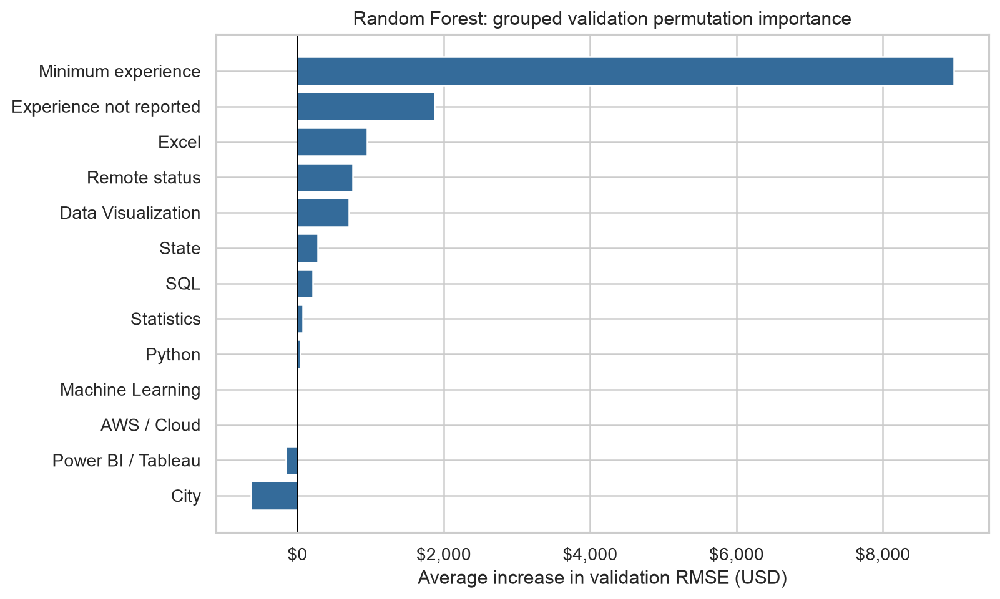 Random Forest: grouped validation permutation importance
Minimum experience
Experience not reported
Excel
Remote status
Data Visualization
State
SQL
Statistics
Python
Machine Learning
AWS / Cloud
Power BI / Tableau
City
$0 $2,000 $4,000 $6,000 $8,000
Average increase in validation RMSE (USD)